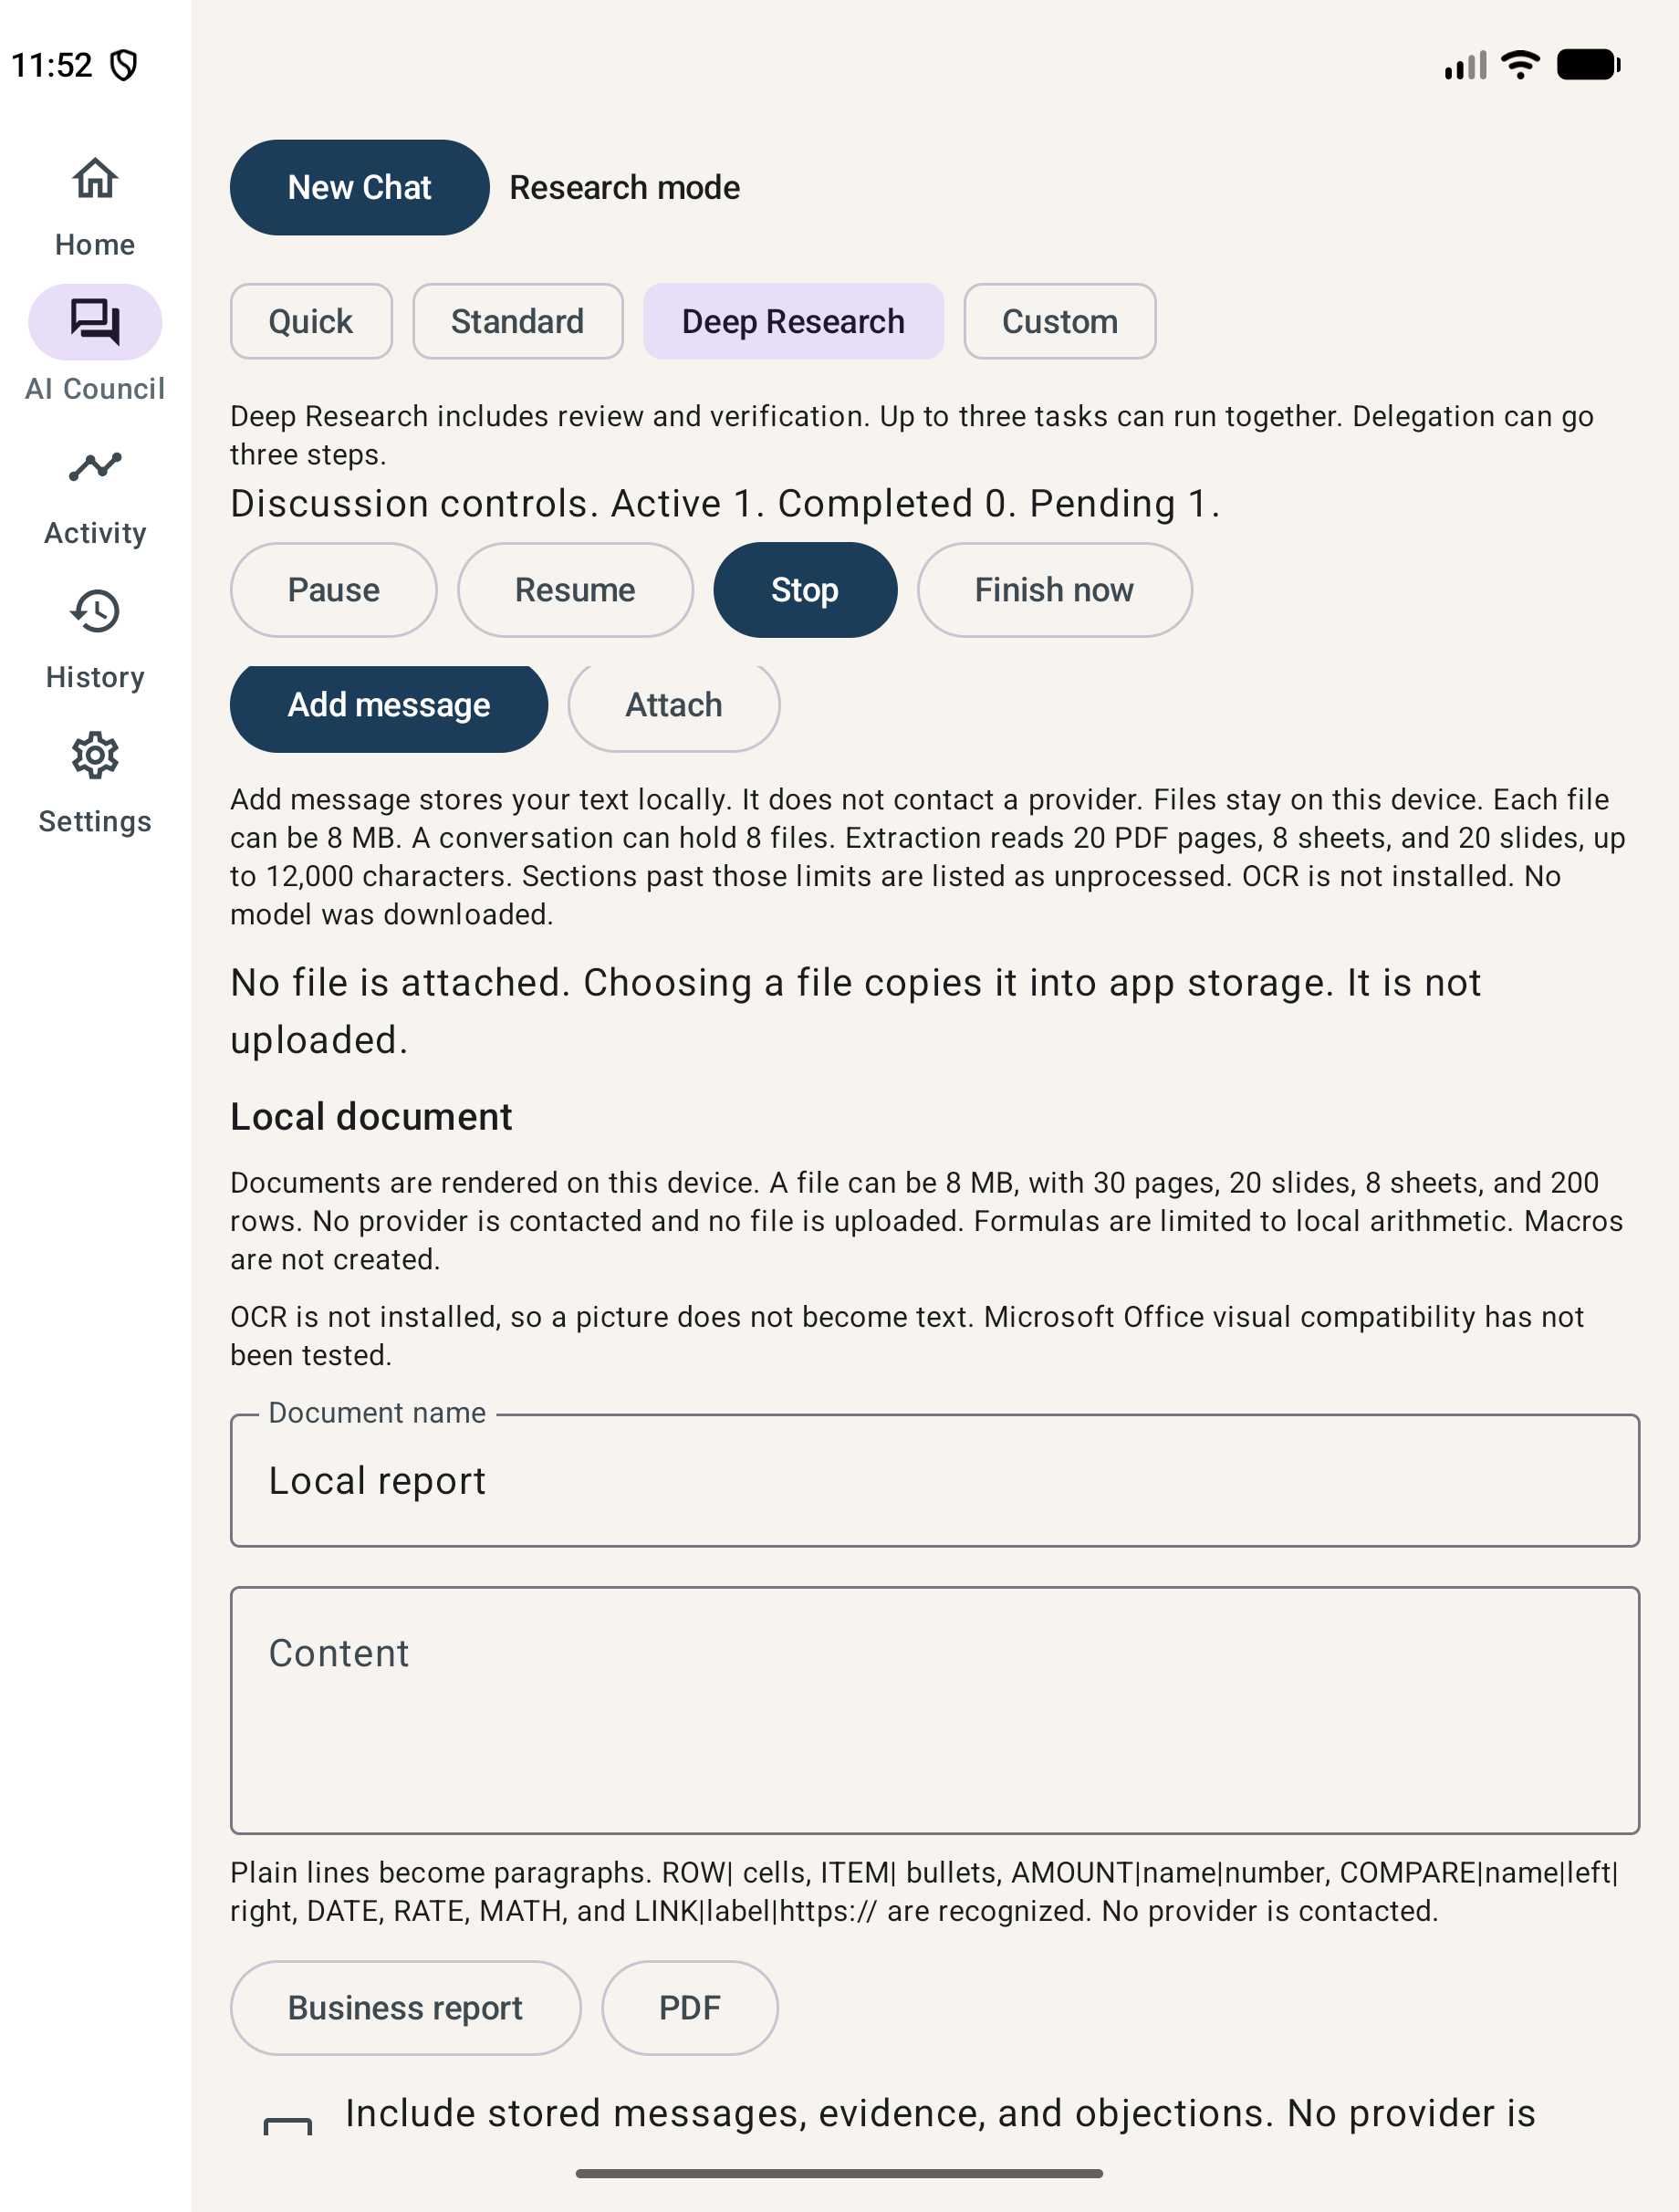 11:52
Home
AI Council
Activity
History
Settings
New Chat
Research mode
Quick
Standard
Deep Research
Custom
Deep Research includes review and verification. Up to three tasks can run together. Delegation can go
three steps.
Discussion controls. Active 1. Completed 0. Pending 1.
Pause
Resume
Stop
Finish now
Add message
Attach
Add message stores your text locally. It does not contact a provider. Files stay on this device. Each file
can be 8 MB. A conversation can hold 8 files. Extraction reads 20 PDF pages, 8 sheets, and 20 slides, up
to 12,000 characters. Sections past those limits are listed as unprocessed. OCR is not installed. No
model was downloaded.
No file is attached. Choosing a file copies it into app storage. It is not
uploaded.
Local document
Documents are rendered on this device. A file can be 8 MB, with 30 pages, 20 slides, 8 sheets, and 200
rows. No provider is contacted and no file is uploaded. Formulas are limited to local arithmetic. Macros
are not created.
OCR is not installed, so a picture does not become text. Microsoft Office visual compatibility has not
been tested.
Document name
Local report
Content
Plain lines become paragraphs. ROW| cells, ITEM| bullets, AMOUNT|name|number, COMPARE|name|left|
right, DATE, RATE, MATH, and LINK|label|https:// are recognized. No provider is contacted.
Business report
PDF
Include stored messages, evidence, and objections. No provider is